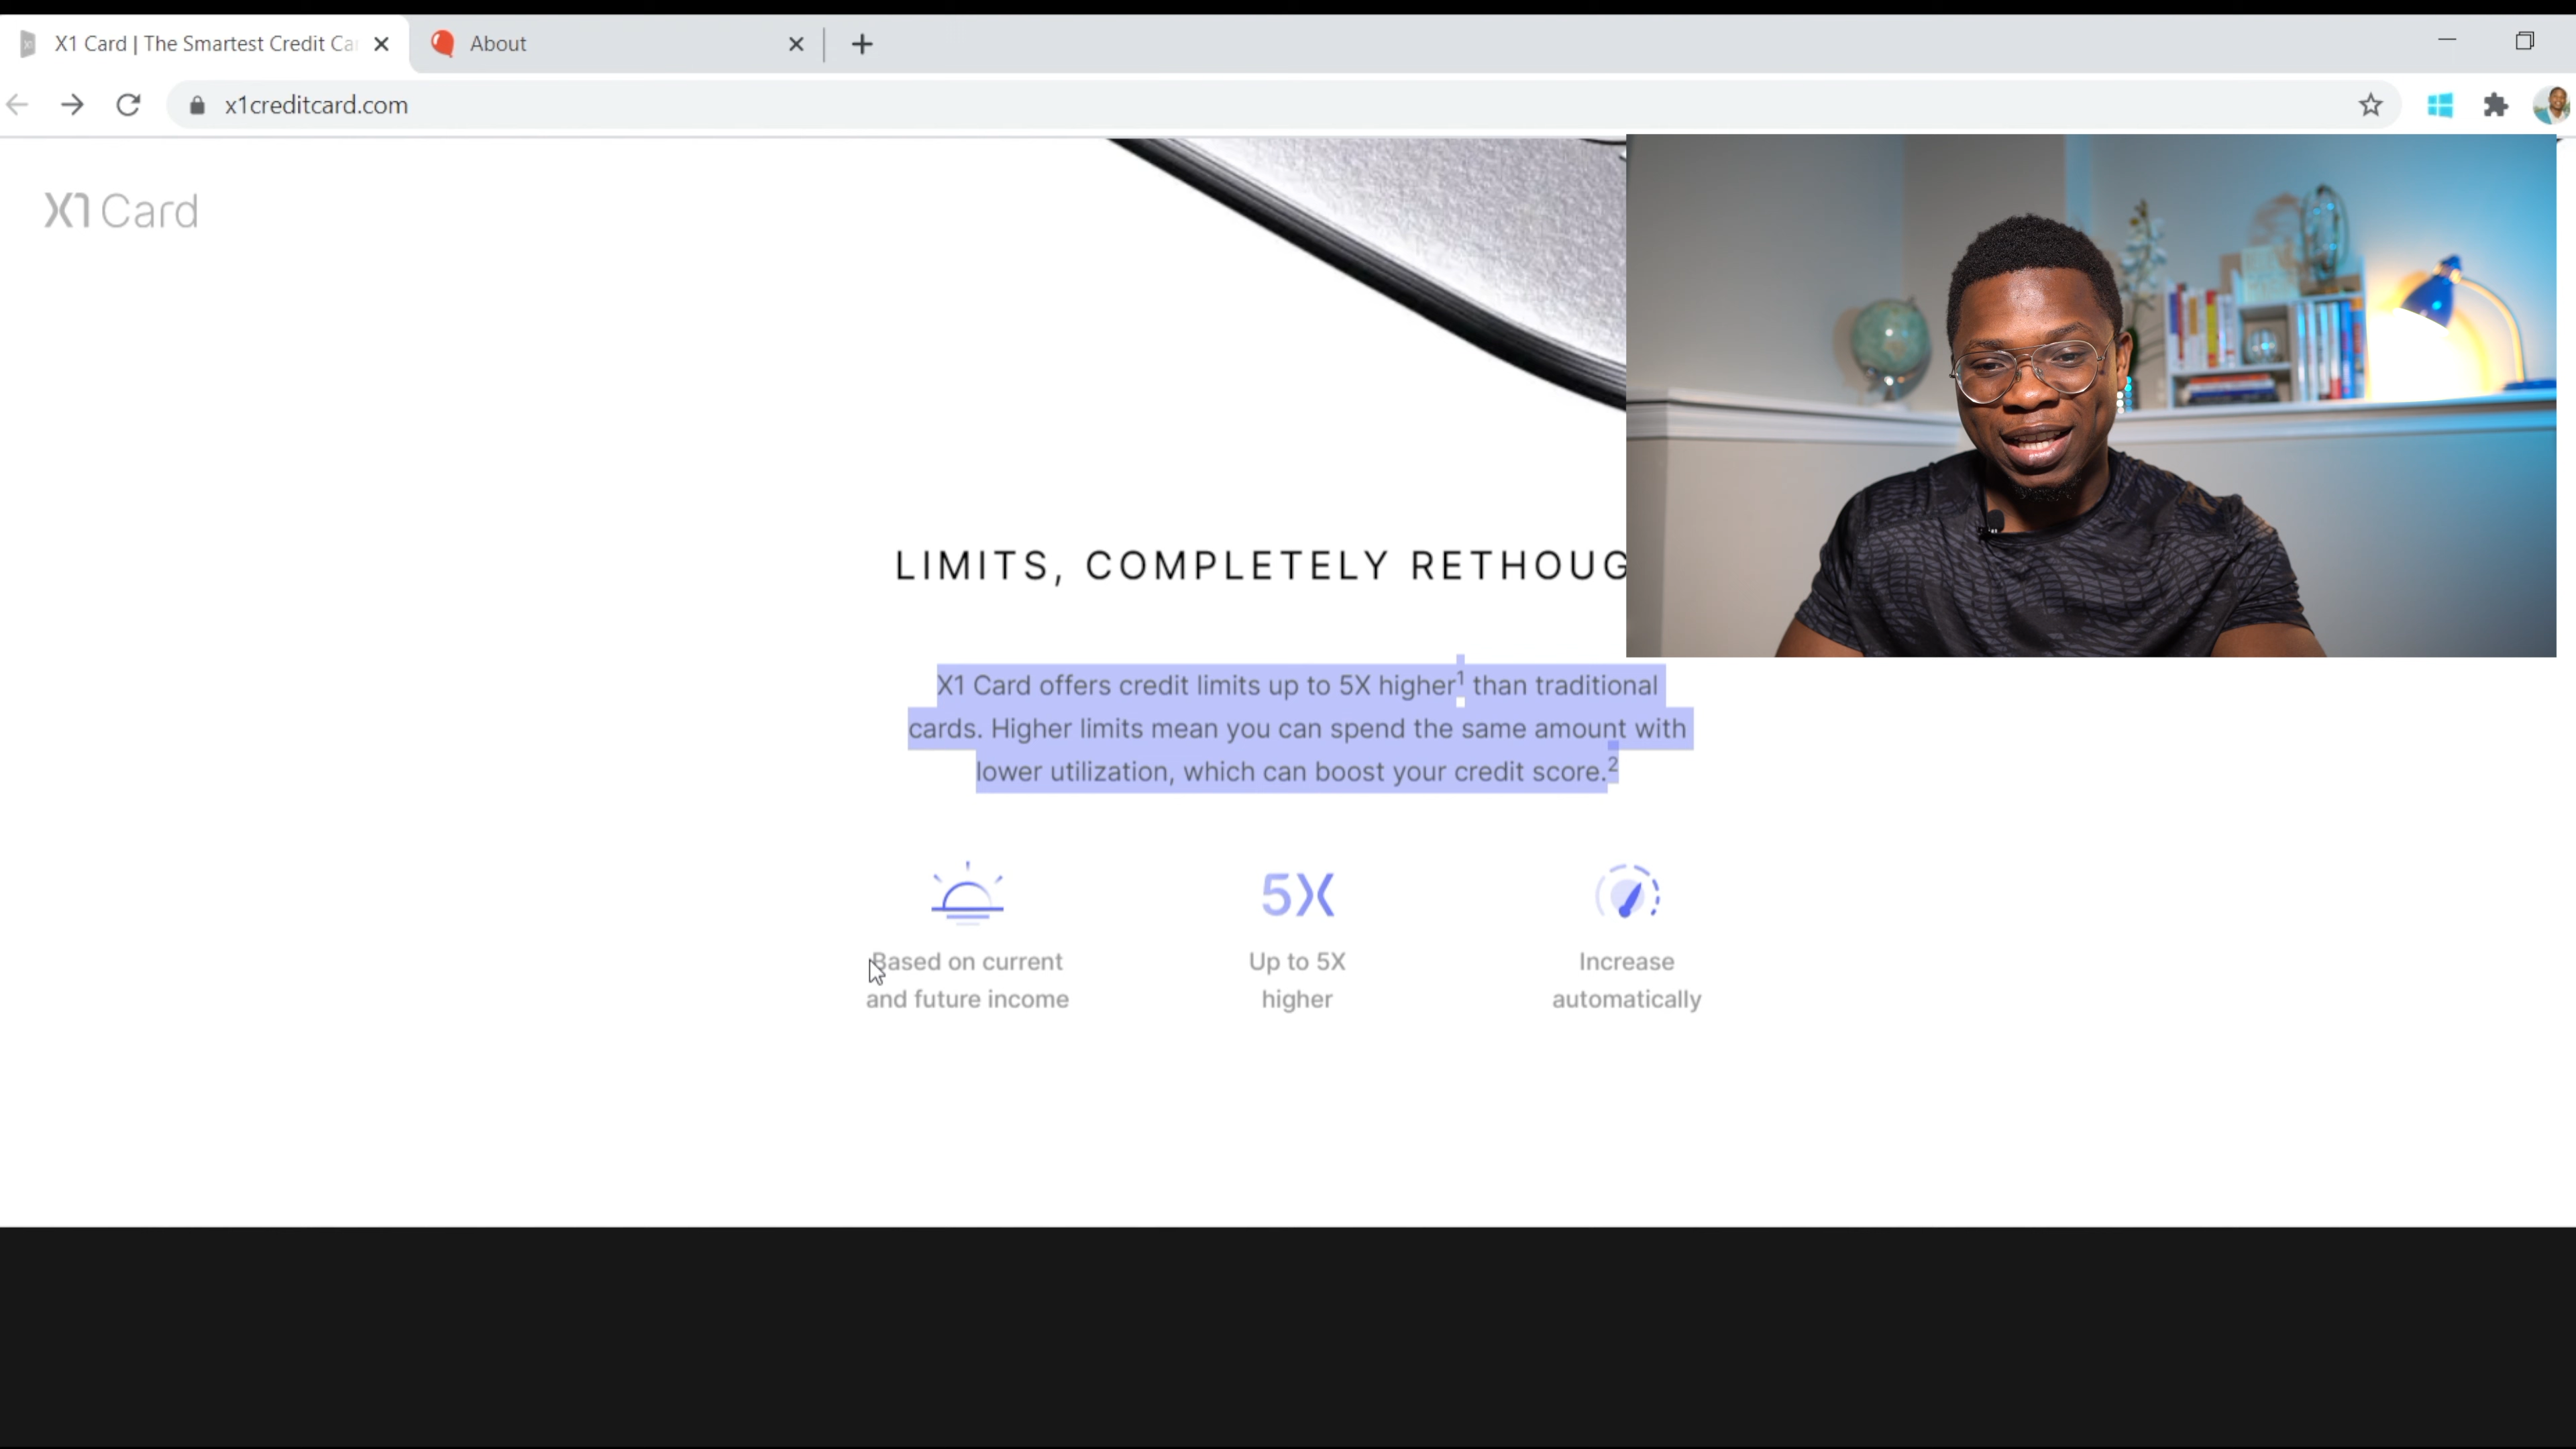 X1 Card | The Smartest Credit Ca
About
x1creditcard.com
X1 Card
LIMITS, COMPLETELY RETHOUG
X1 Card offers credit limits up to 5X higher1 than traditional
cards. Higher limits mean you can spend the same amount with
lower utilization, which can boost your credit score.2
5X
Based on current
and future income
Up to 5X
higher
Increase
automatically